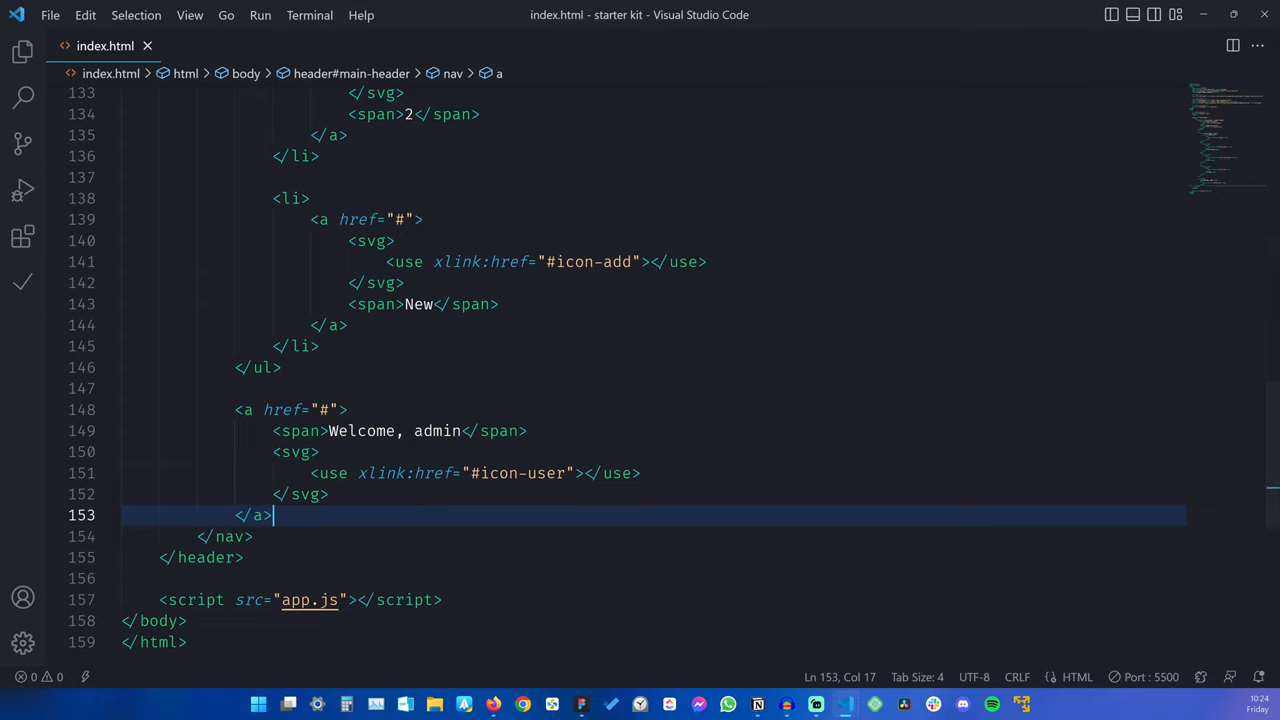 File Edit Selection View Go Run Terminal Help index.html - starter kit - Visual Studio Code
index.html
index.html > html > body > header#main-header > nav > a
133 </svg>
134 <span>2</span>
135 </a>
136 </li>
137
138 <li>
139 <a href="#">
140 <svg>
141 <use xlink:href="#icon-add"></use>
142 </svg>
143 <span>New</span>
144 </a>
145 </li>
146 </ul>
147
148 <a href="#">
149 <span>Welcome, admin</span>
150 <svg>
151 <use xlink:href="#icon-user"></use>
152 </svg>
153 </a>
154 </nav>
155 </header>
156
157 <script src="app.js"></script>
158 </body>
159 </html>
0 0 Ln 153, Col 17 Tab Size: 4 UTF-8 CRLF HTML Port : 5500
10:24
Friday